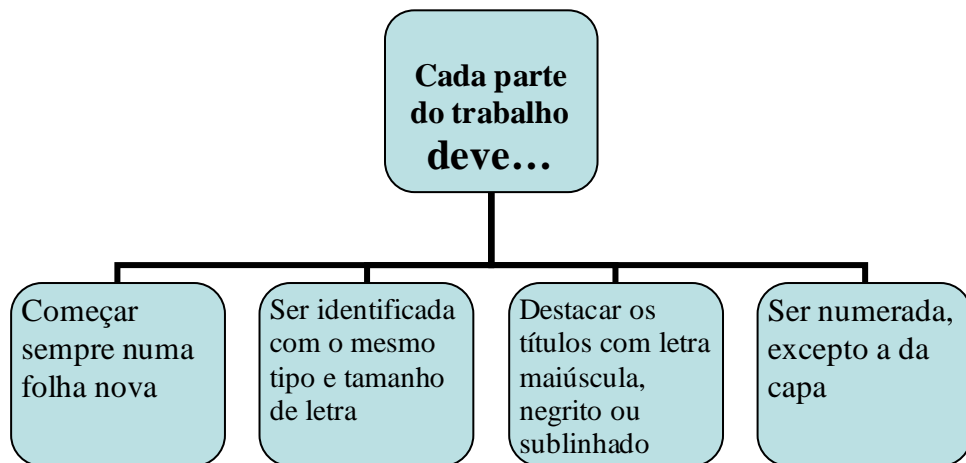 Cada parte
do trabalho
deve…
Começar
sempre numa
folha nova
Ser identificada
com o mesmo
tipo e tamanho
de letra
Destacar os
títulos com letra
maiúscula,
negrito ou
sublinhado
Ser numerada,
excepto a da
capa